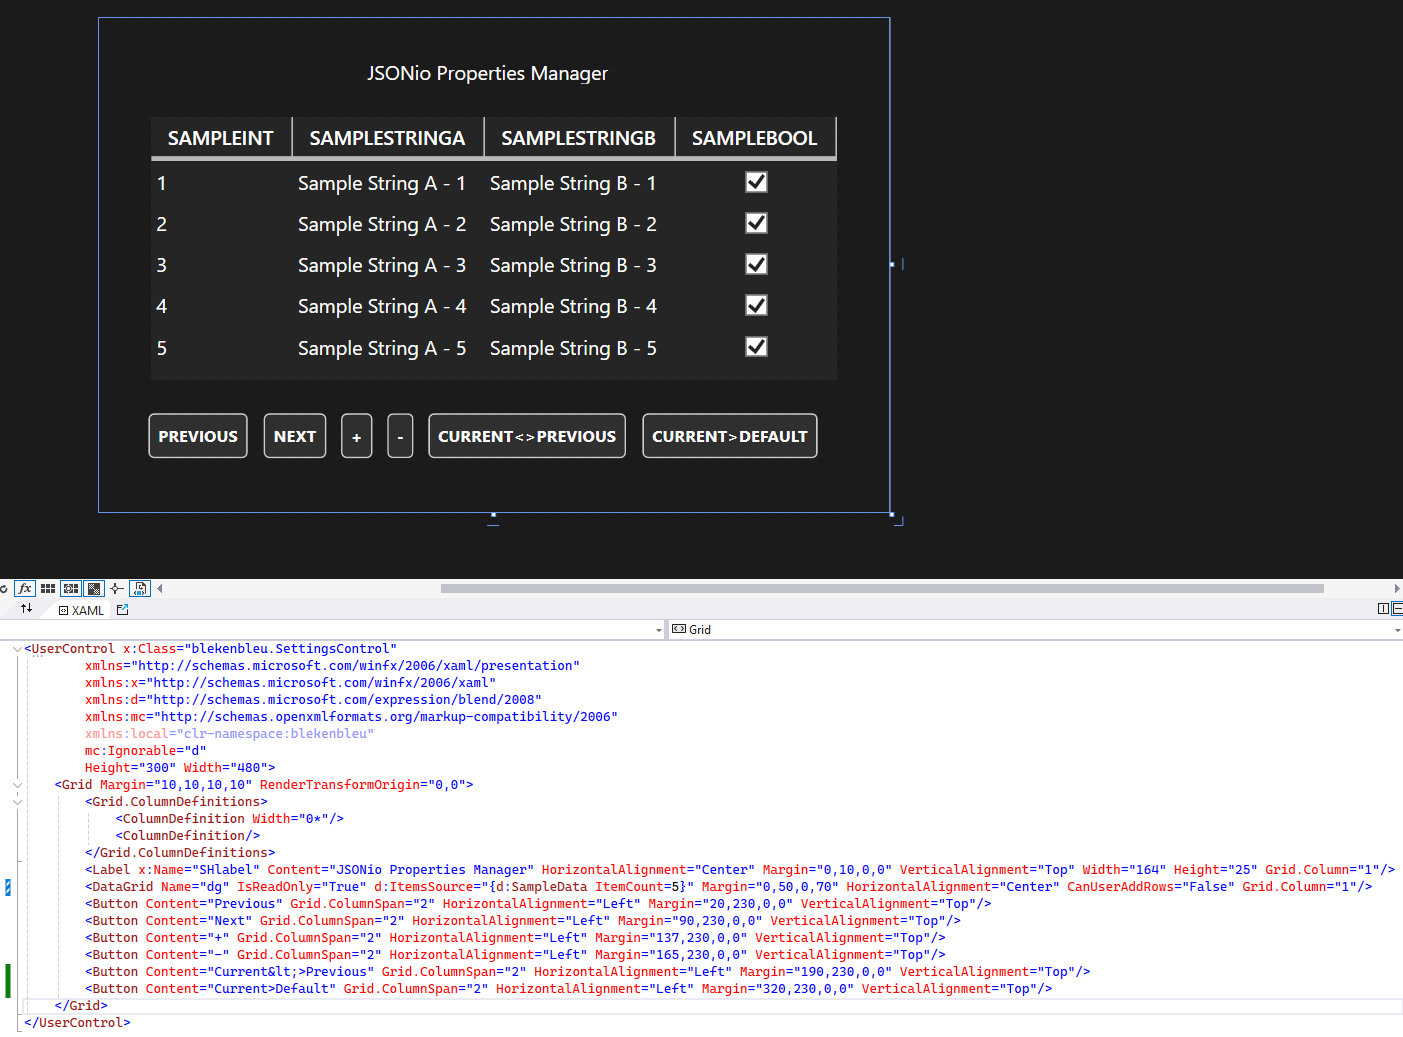 JSONio Properties Manager
SAMPLEINT SAMPLESTRINGA SAMPLESTRINGB SAMPLEBOOL
1 Sample String A - 1 Sample String B - 1
2 Sample String A - 2 Sample String B - 2
3 Sample String A - 3 Sample String B - 3
4 Sample String A - 4 Sample String B - 4
5 Sample String A - 5 Sample String B - 5
PREVIOUS NEXT + - CURRENT<>PREVIOUS CURRENT>DEFAULT
fx
XAML
Grid
<UserControl x:Class="blekenbleu.SettingsControl"
xmlns="http://schemas.microsoft.com/winfx/2006/xaml/presentation"
xmlns:x="http://schemas.microsoft.com/winfx/2006/xaml"
xmlns:d="http://schemas.microsoft.com/expression/blend/2008"
xmlns:mc="http://schemas.openxmlformats.org/markup-compatibility/2006"
xmlns:local="clr-namespace:blekenbleu"
mc:Ignorable="d"
Height="300" Width="480">
<Grid Margin="10,10,10,10" RenderTransformOrigin="0,0">
<Grid.ColumnDefinitions>
<ColumnDefinition Width="0*"/>
<ColumnDefinition/>
</Grid.ColumnDefinitions>
<Label x:Name="SHlabel" Content="JSONio Properties Manager" HorizontalAlignment="Center" Margin="0,10,0,0" VerticalAlignment="Top" Width="164" Height="25" Grid.Column="1"/>
<DataGrid Name="dg" IsReadOnly="True" d:ItemsSource="{d:SampleData ItemCount=5}" Margin="0,50,0,70" HorizontalAlignment="Center" CanUserAddRows="False" Grid.Column="1"/>
<Button Content="Previous" Grid.ColumnSpan="2" HorizontalAlignment="Left" Margin="20,230,0,0" VerticalAlignment="Top"/>
<Button Content="Next" Grid.ColumnSpan="2" HorizontalAlignment="Left" Margin="90,230,0,0" VerticalAlignment="Top"/>
<Button Content="+" Grid.ColumnSpan="2" HorizontalAlignment="Left" Margin="137,230,0,0" VerticalAlignment="Top"/>
<Button Content="-" Grid.ColumnSpan="2" HorizontalAlignment="Left" Margin="165,230,0,0" VerticalAlignment="Top"/>
<Button Content="Current&lt;>Previous" Grid.ColumnSpan="2" HorizontalAlignment="Left" Margin="190,230,0,0" VerticalAlignment="Top"/>
<Button Content="Current>Default" Grid.ColumnSpan="2" HorizontalAlignment="Left" Margin="320,230,0,0" VerticalAlignment="Top"/>
</Grid>
</UserControl>